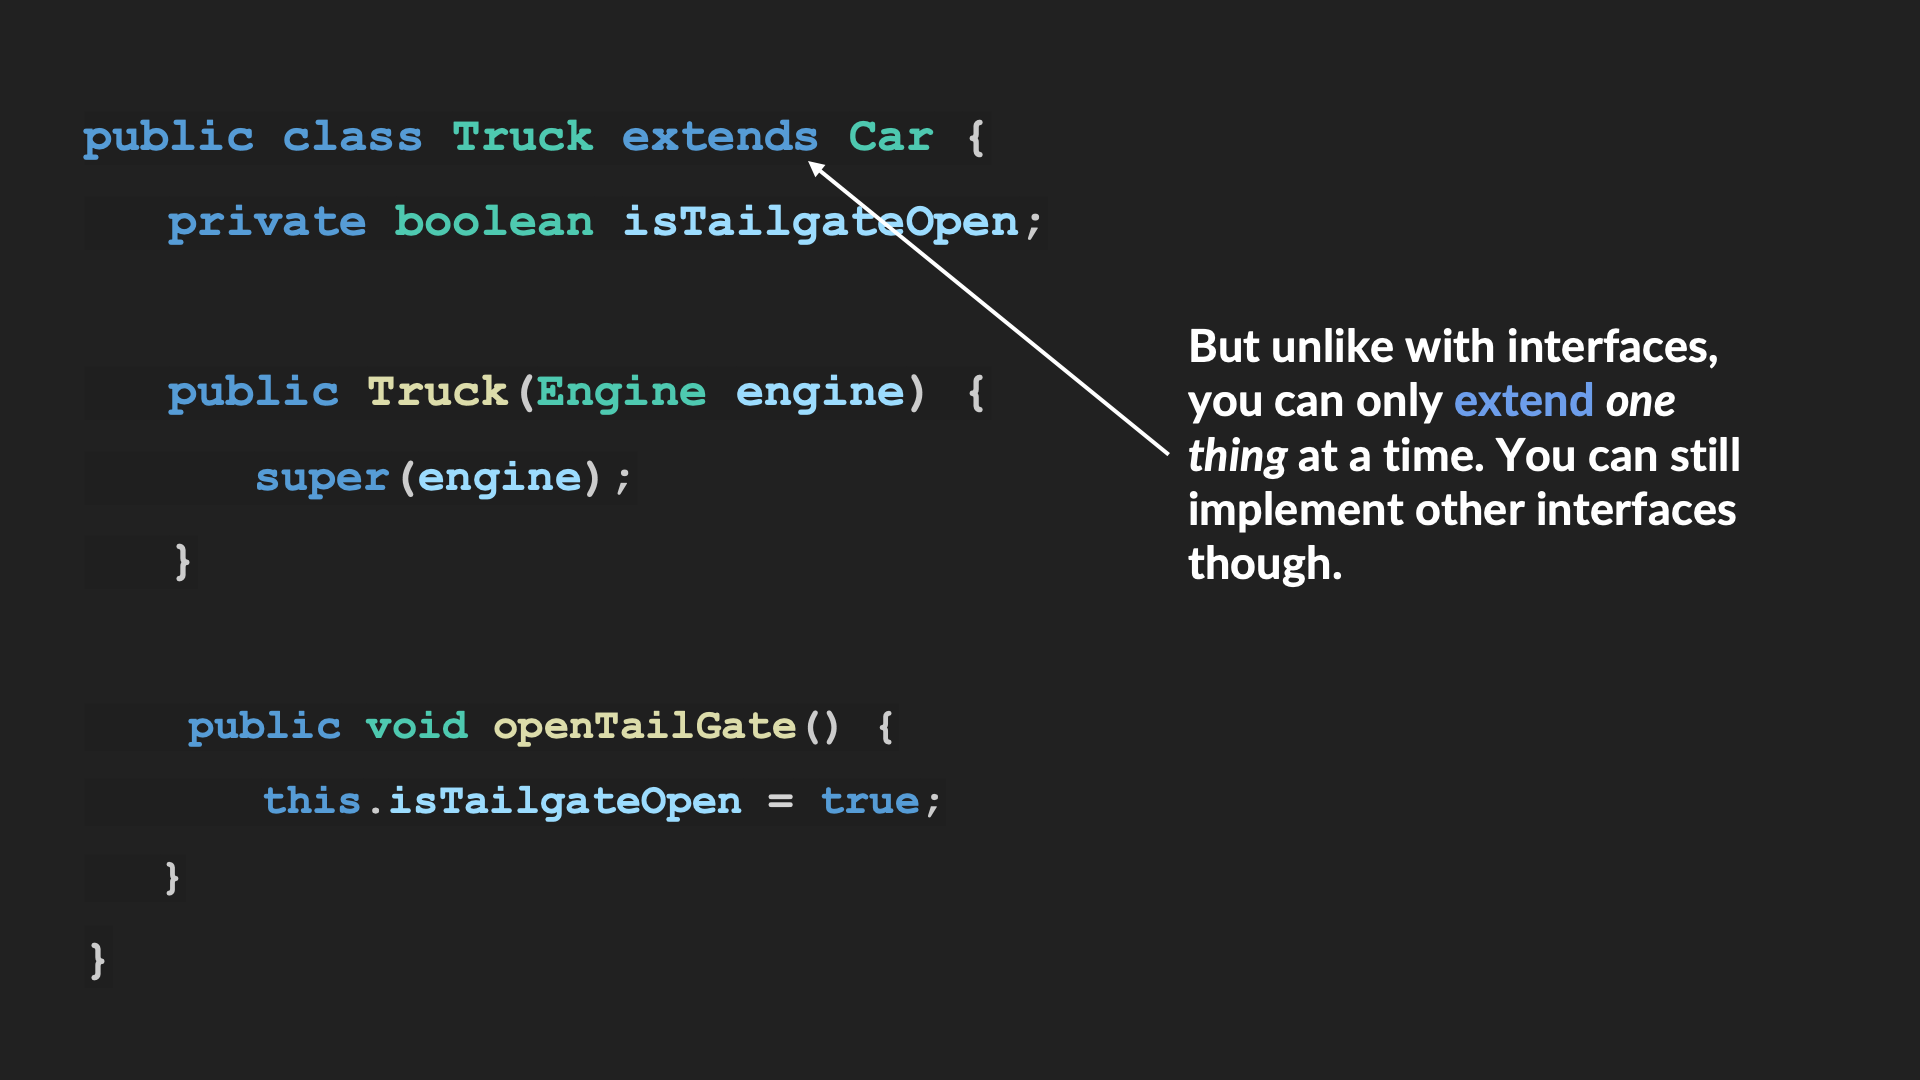 public class Truck extends Car {
private boolean isTailgateOpen;
public Truck(Engine engine) {
super(engine);
}
public void openTailGate() {
this.isTailgateOpen = true;
}
}
But unlike with interfaces,
you can only extend one
thing at a time. You can still
implement other interfaces
though.